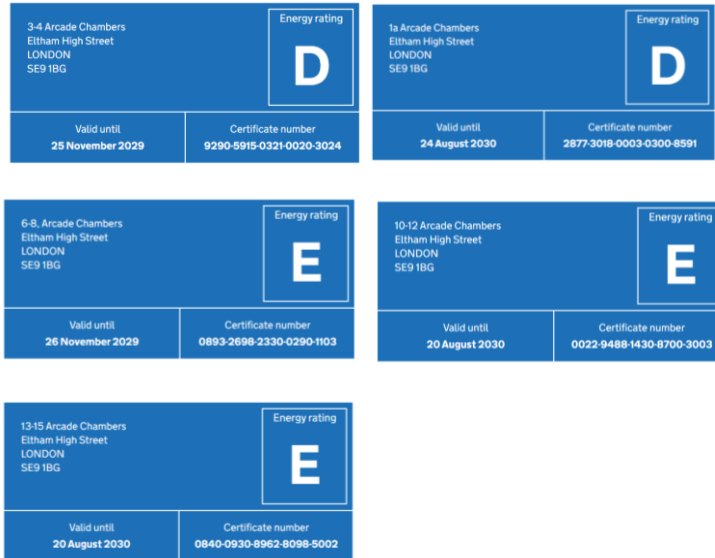 3-4 Arcade Chambers
Eltham High Street
LONDON
SE9 1BG
Energy rating
D
Valid until
25 November 2029
Certificate number
9290-5915-0321-0020-3024
1a Arcade Chambers
Eltham High Street
LONDON
SE9 1BG
Energy rating
D
Valid until
24 August 2030
Certificate number
2877-3018-0003-0300-8591
6-8, Arcade Chambers
Eltham High Street
LONDON
SE9 1BG
Energy rating
E
Valid until
26 November 2029
Certificate number
0893-2698-2330-0290-1103
10-12 Arcade Chambers
Eltham High Street
LONDON
SE9 1BG
Energy rating
E
Valid until
20 August 2030
Certificate number
0022-9488-1430-8700-3003
13-15 Arcade Chambers
Eltham High Street
LONDON
SE9 1BG
Energy rating
E
Valid until
20 August 2030
Certificate number
0840-0930-8962-8098-5002